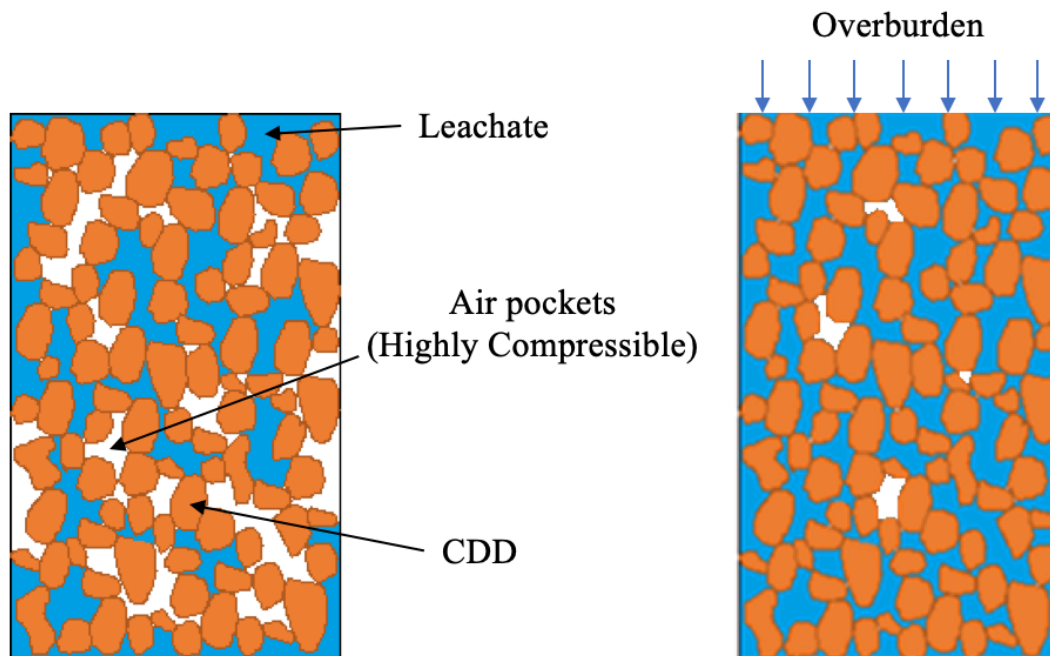 Overburden
Leachate
Air pockets
(Highly Compressible)
CDD